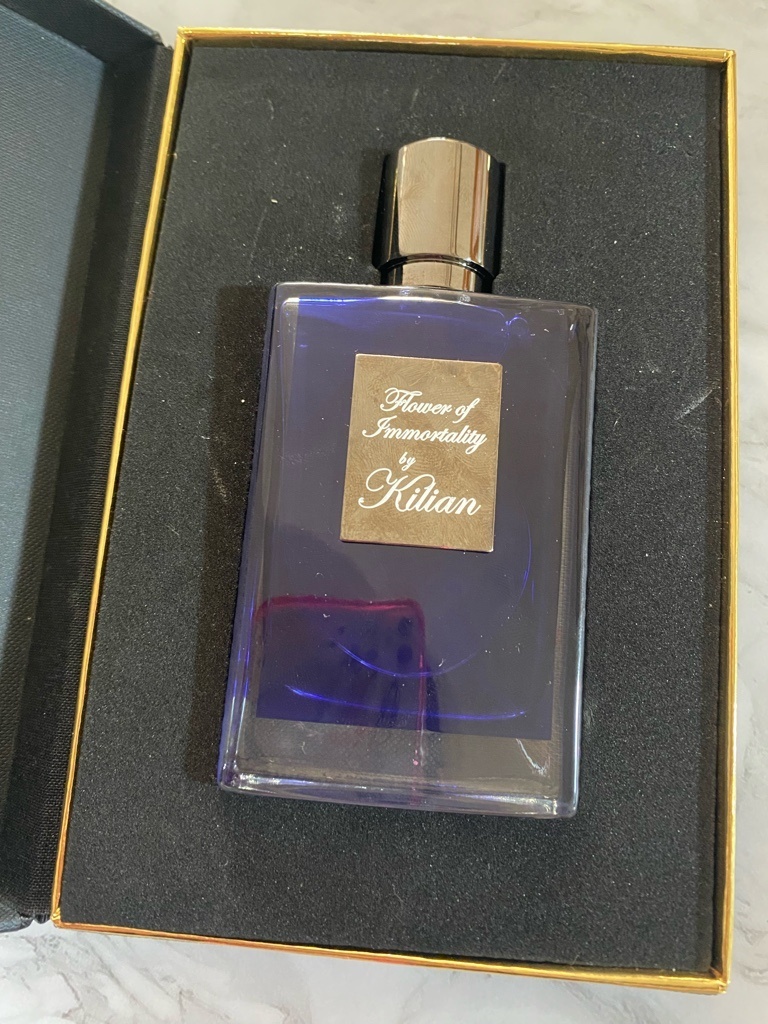 Flower of
Immortality
by
Kilian